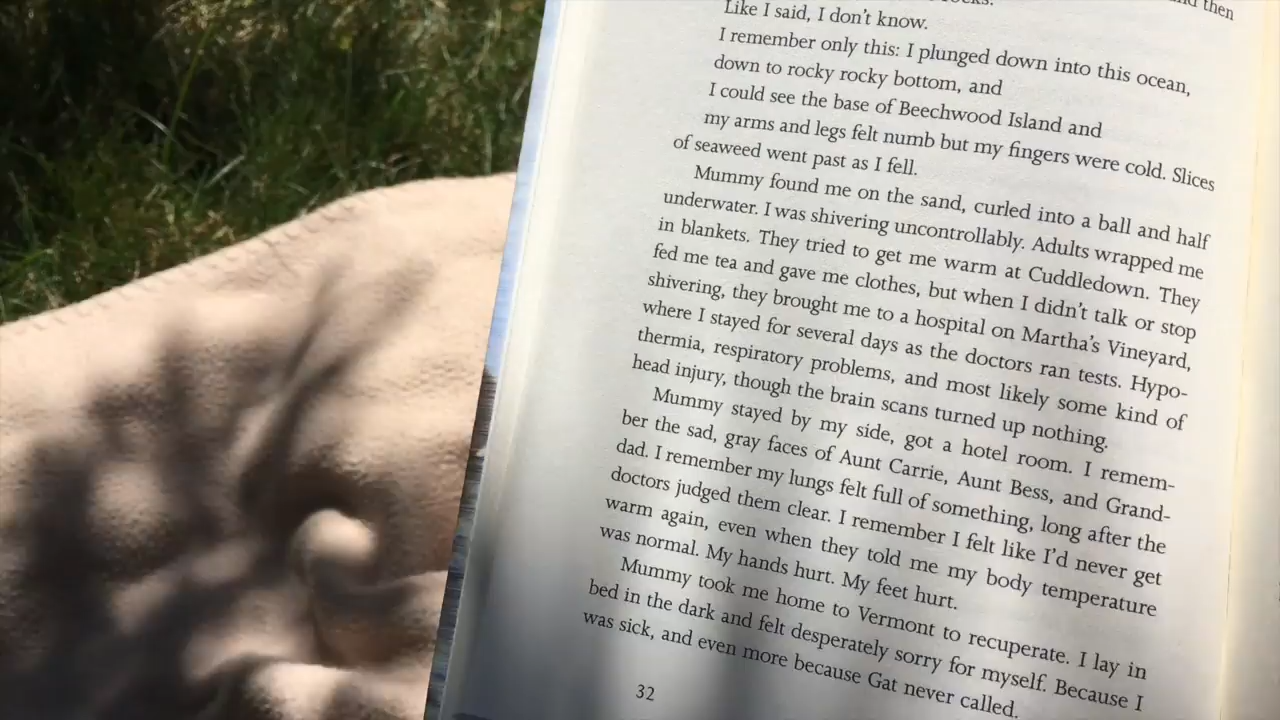 then
Like I said, I don't know.
I remember only this: I plunged down into this ocean,
down to rocky rocky bottom, and
I could see the base of Beechwood Island and
my arms and legs felt numb but my fingers were cold. Slices
of seaweed went past as I fell.
Mummy found me on the sand, curled into a ball and half
underwater. I was shivering uncontrollably. Adults wrapped me
in blankets. They tried to get me warm at Cuddledown. They
fed me tea and gave me clothes, but when I didn't talk or stop
shivering, they brought me to a hospital on Martha's Vineyard,
where I stayed for several days as the doctors ran tests. Hypo-
thermia, respiratory problems, and most likely some kind of
head injury, though the brain scans turned up nothing.
Mummy stayed by my side, got a hotel room. I remem-
ber the sad, gray faces of Aunt Carrie, Aunt Bess, and Grand-
dad. I remember my lungs felt full of something, long after the
doctors judged them clear. I remember I felt like I'd never get
warm again, even when they told me my body temperature
was normal. My hands hurt. My feet hurt.
Mummy took me home to Vermont to recuperate. I lay in
bed in the dark and felt desperately sorry for myself. Because I
was sick, and even more because Gat never called.
32